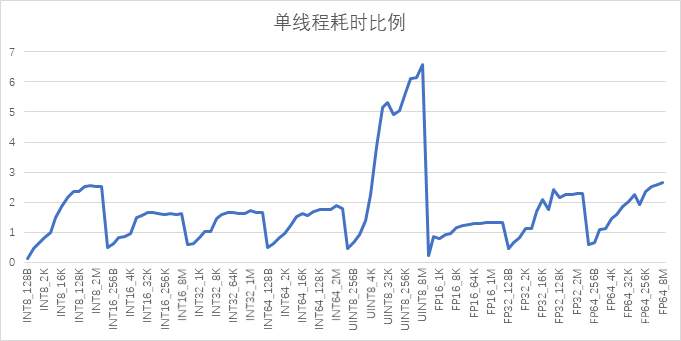 单线程耗时比例
7
6
5
4
3
2
1
0
INT8_128B
INT8_2K
INT8_16K
INT8_128K
INT8_2M
INT16_256B
INT16_4K
INT16_32K
INT16_256K
INT16_8M
INT32_1K
INT32_64K
INT32_1M
INT64_128B
INT64_2K
INT64_16K
INT64_128K
INT64_2M
UINT8_256B
UINT8_4K
UINT8_32K
UINT8_256K
UINT8_8M
FP16_1K
FP16_8K
FP16_64K
FP16_1M
FP32_128B
FP32_2K
FP32_16K
FP32_128K
FP32_2M
FP64_256B
FP64_4K
FP64_32K
FP64_256K
FP64_8M